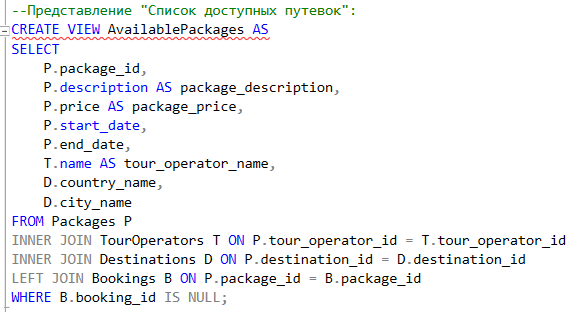 --Представление "Список доступных путевок":
CREATE VIEW AvailablePackages AS
SELECT
    P.package_id,
    P.description AS package_description,
    P.price AS package_price,
    P.start_date,
    P.end_date,
    T.name AS tour_operator_name,
    D.country_name,
    D.city_name
FROM Packages P
INNER JOIN TourOperators T ON P.tour_operator_id = T.tour_operator_id
INNER JOIN Destinations D ON P.destination_id = D.destination_id
LEFT JOIN Bookings B ON P.package_id = B.package_id
WHERE B.booking_id IS NULL;